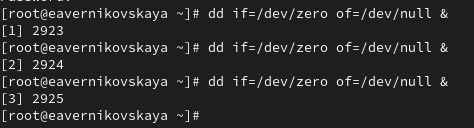 [root@eavernikovskaya ~]# dd if=/dev/zero of=/dev/null &
[1] 2923
[root@eavernikovskaya ~]# dd if=/dev/zero of=/dev/null &
[2] 2924
[root@eavernikovskaya ~]# dd if=/dev/zero of=/dev/null &
[3] 2925
[root@eavernikovskaya ~]#